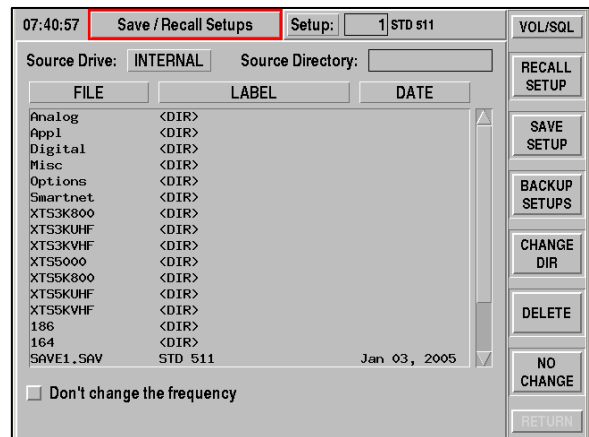 07:40:57 Save / Recall Setups Setup: 1 STD 511
Source Drive: INTERNAL Source Directory:
FILE LABEL DATE
Analog <DIR>
Appl <DIR>
Digital <DIR>
Misc <DIR>
Options <DIR>
Smartnet <DIR>
XTS3K800 <DIR>
XTS3KUHF <DIR>
XTS3KVHF <DIR>
XTS5000 <DIR>
XTS5K800 <DIR>
XTS5KUHF <DIR>
XTS5KVHF <DIR>
186 <DIR>
164 <DIR>
SAVE1.SAV STD 511 Jan 03, 2005
Don't change the frequency
VOL/SQL
RECALL
SETUP
SAVE
SETUP
BACKUP
SETUPS
CHANGE
DIR
DELETE
NO
CHANGE
RETURN